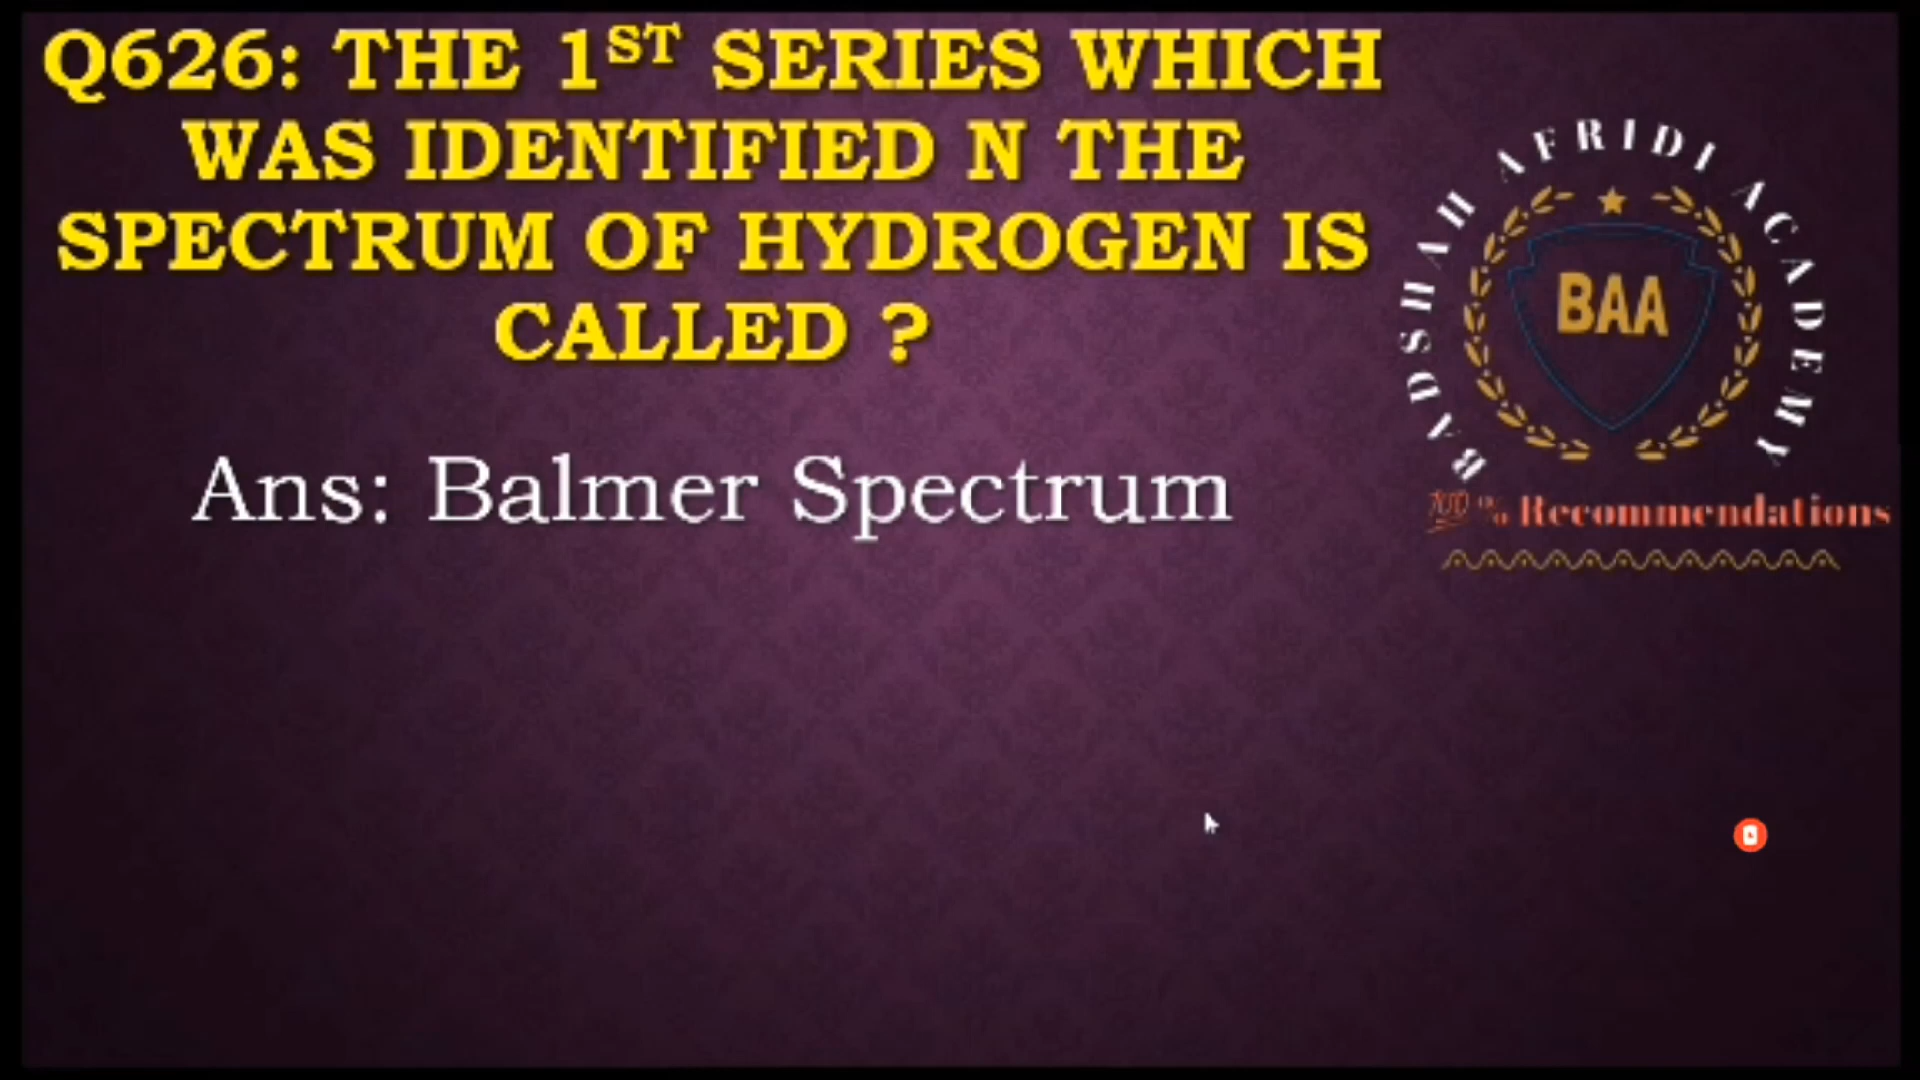 Q626: THE 1ST SERIES WHICH
WAS IDENTIFIED N THE
SPECTRUM OF HYDROGEN IS
CALLED ?
Ans: Balmer Spectrum
BADSHAH AFRIDI ACADEMY
BAA
100 % Recommendations